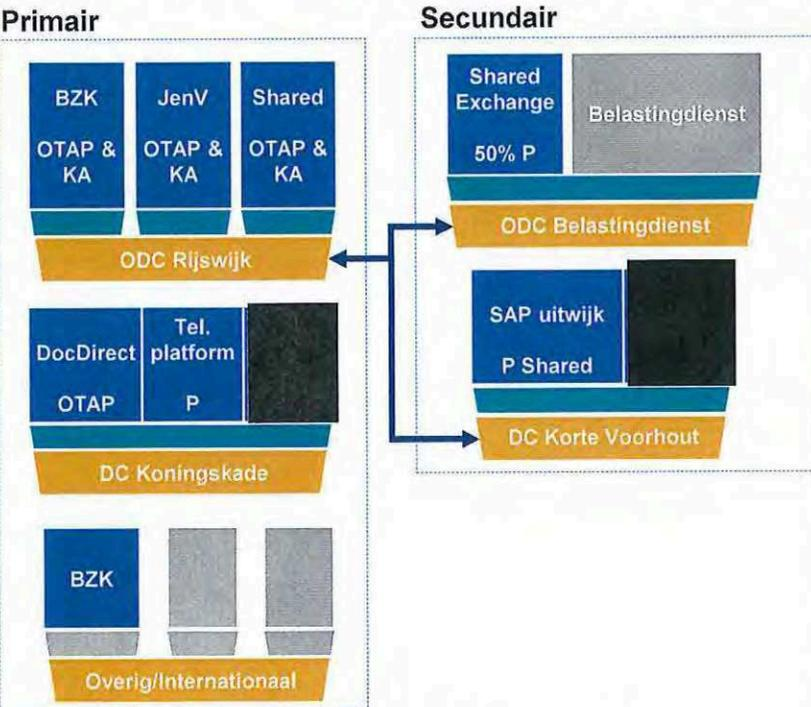 Primair
BZK
OTAP &
KA
JenV
OTAP &
KA
Shared
OTAP &
KA
ODC Rijswijk
DocDirect
OTAP
Tel.
platform
P
DC Koningskade
BZK
Overig/Internationaal
Secundair
Shared
Exchange
50% P
Belastingdienst
ODC Belastingdienst
SAP uitwijk
P Shared
DC Korte Voorhout